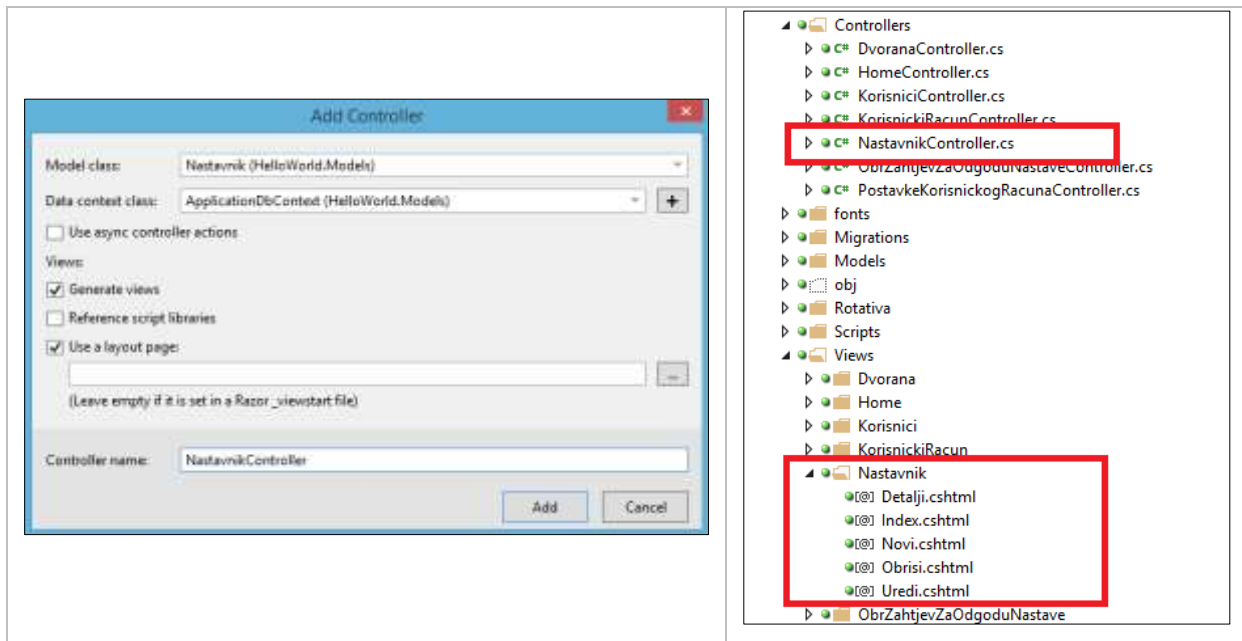 Add Controller
Model class:
Nastavnik (HelloWorld.Models)
Data context class:
ApplicationDbContext (HelloWorld.Models)
+
Use async controller actions
Views:
Generate views
Reference script libraries
Use a layout page:
...
(Leave empty if it is set in a Razor _viewstart file)
Controller name:
NastavnikController
Add
Cancel
Controllers
C# DvoranaController.cs
C# HomeController.cs
C# KorisniciController.cs
C# KorisnickiRacunController.cs
C# NastavnikController.cs
C# ObrZahtjevZaOdgoduNastaveController.cs
C# PostavkeKorisnickogRacunaController.cs
fonts
Migrations
Models
obj
Rotativa
Scripts
Views
Dvorana
Home
Korisnici
KorisnickiRacun
Nastavnik
[@] Detalji.cshtml
[@] Index.cshtml
[@] Novi.cshtml
[@] Obrisi.cshtml
[@] Uredi.cshtml
ObrZahtjevZaOdgoduNastave